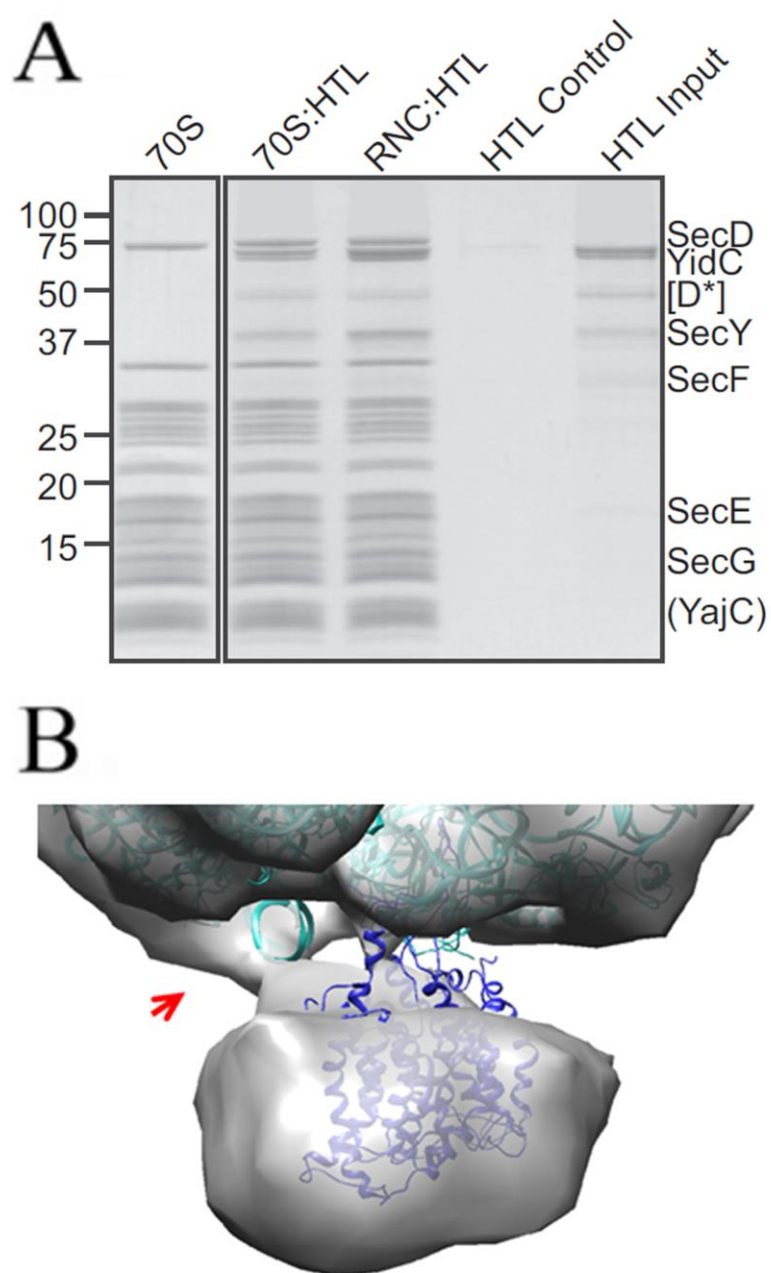 A
70S
70S:HTL
RNC:HTL
HTL Control
HTL Input
100
75
50
37
25
20
15
SecD
YidC
[D*]
SecY
SecF
SecE
SecG
(YajC)
B